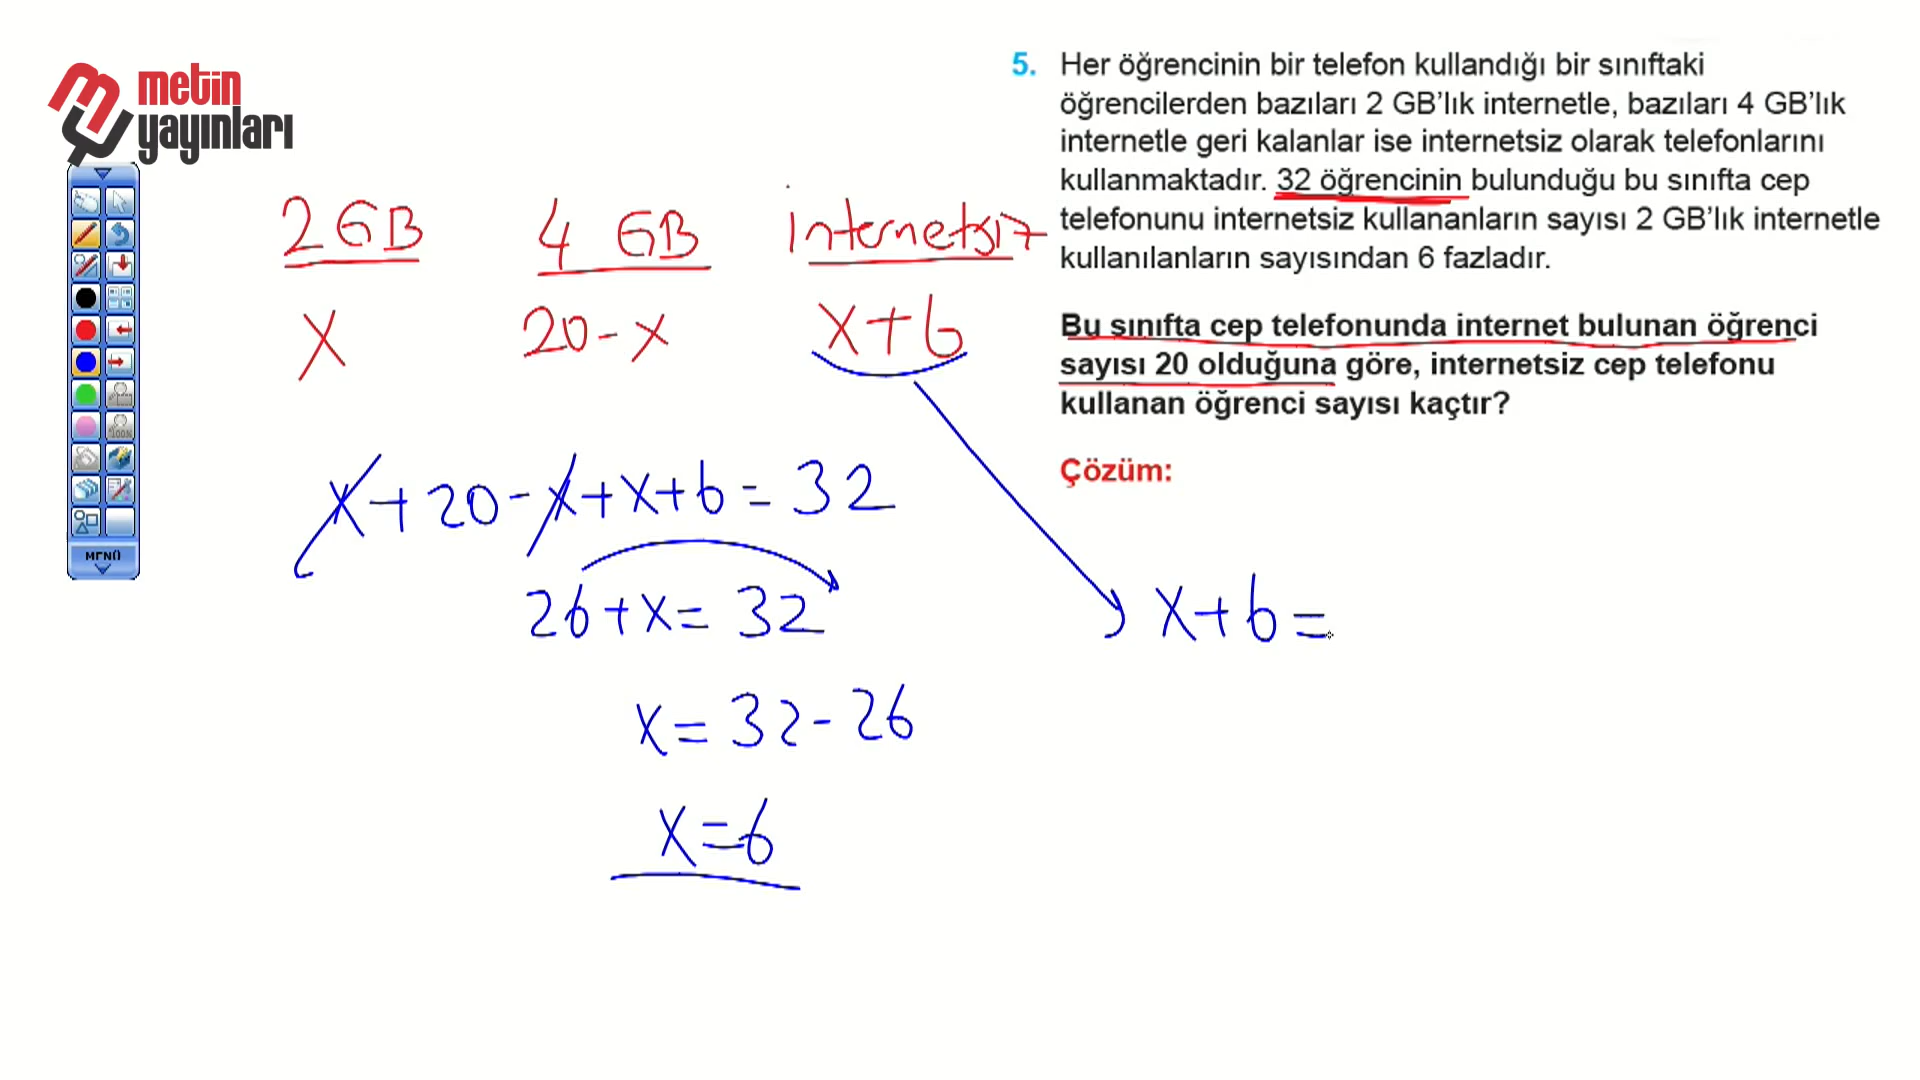 metin
yayınları
MENÜ
5. Her öğrencinin bir telefon kullandığı bir sınıftaki
öğrencilerden bazıları 2 GB’lık internetle, bazıları 4 GB’lık
internetle geri kalanlar ise internetsiz olarak telefonlarını
kullanmaktadır. 32 öğrencinin bulunduğu bu sınıfta cep
telefonunu internetsiz kullananların sayısı 2 GB’lık internetle
kullanılanların sayısından 6 fazladır.
Bu sınıfta cep telefonunda internet bulunan öğrenci
sayısı 20 olduğuna göre, internetsiz cep telefonu
kullanan öğrenci sayısı kaçtır?
Çözüm:
2 GB 4 GB internetsiz
x 20-x x+6
x+20-x+x+6=32
26+x=32
x=32-26
x=6
x+6=